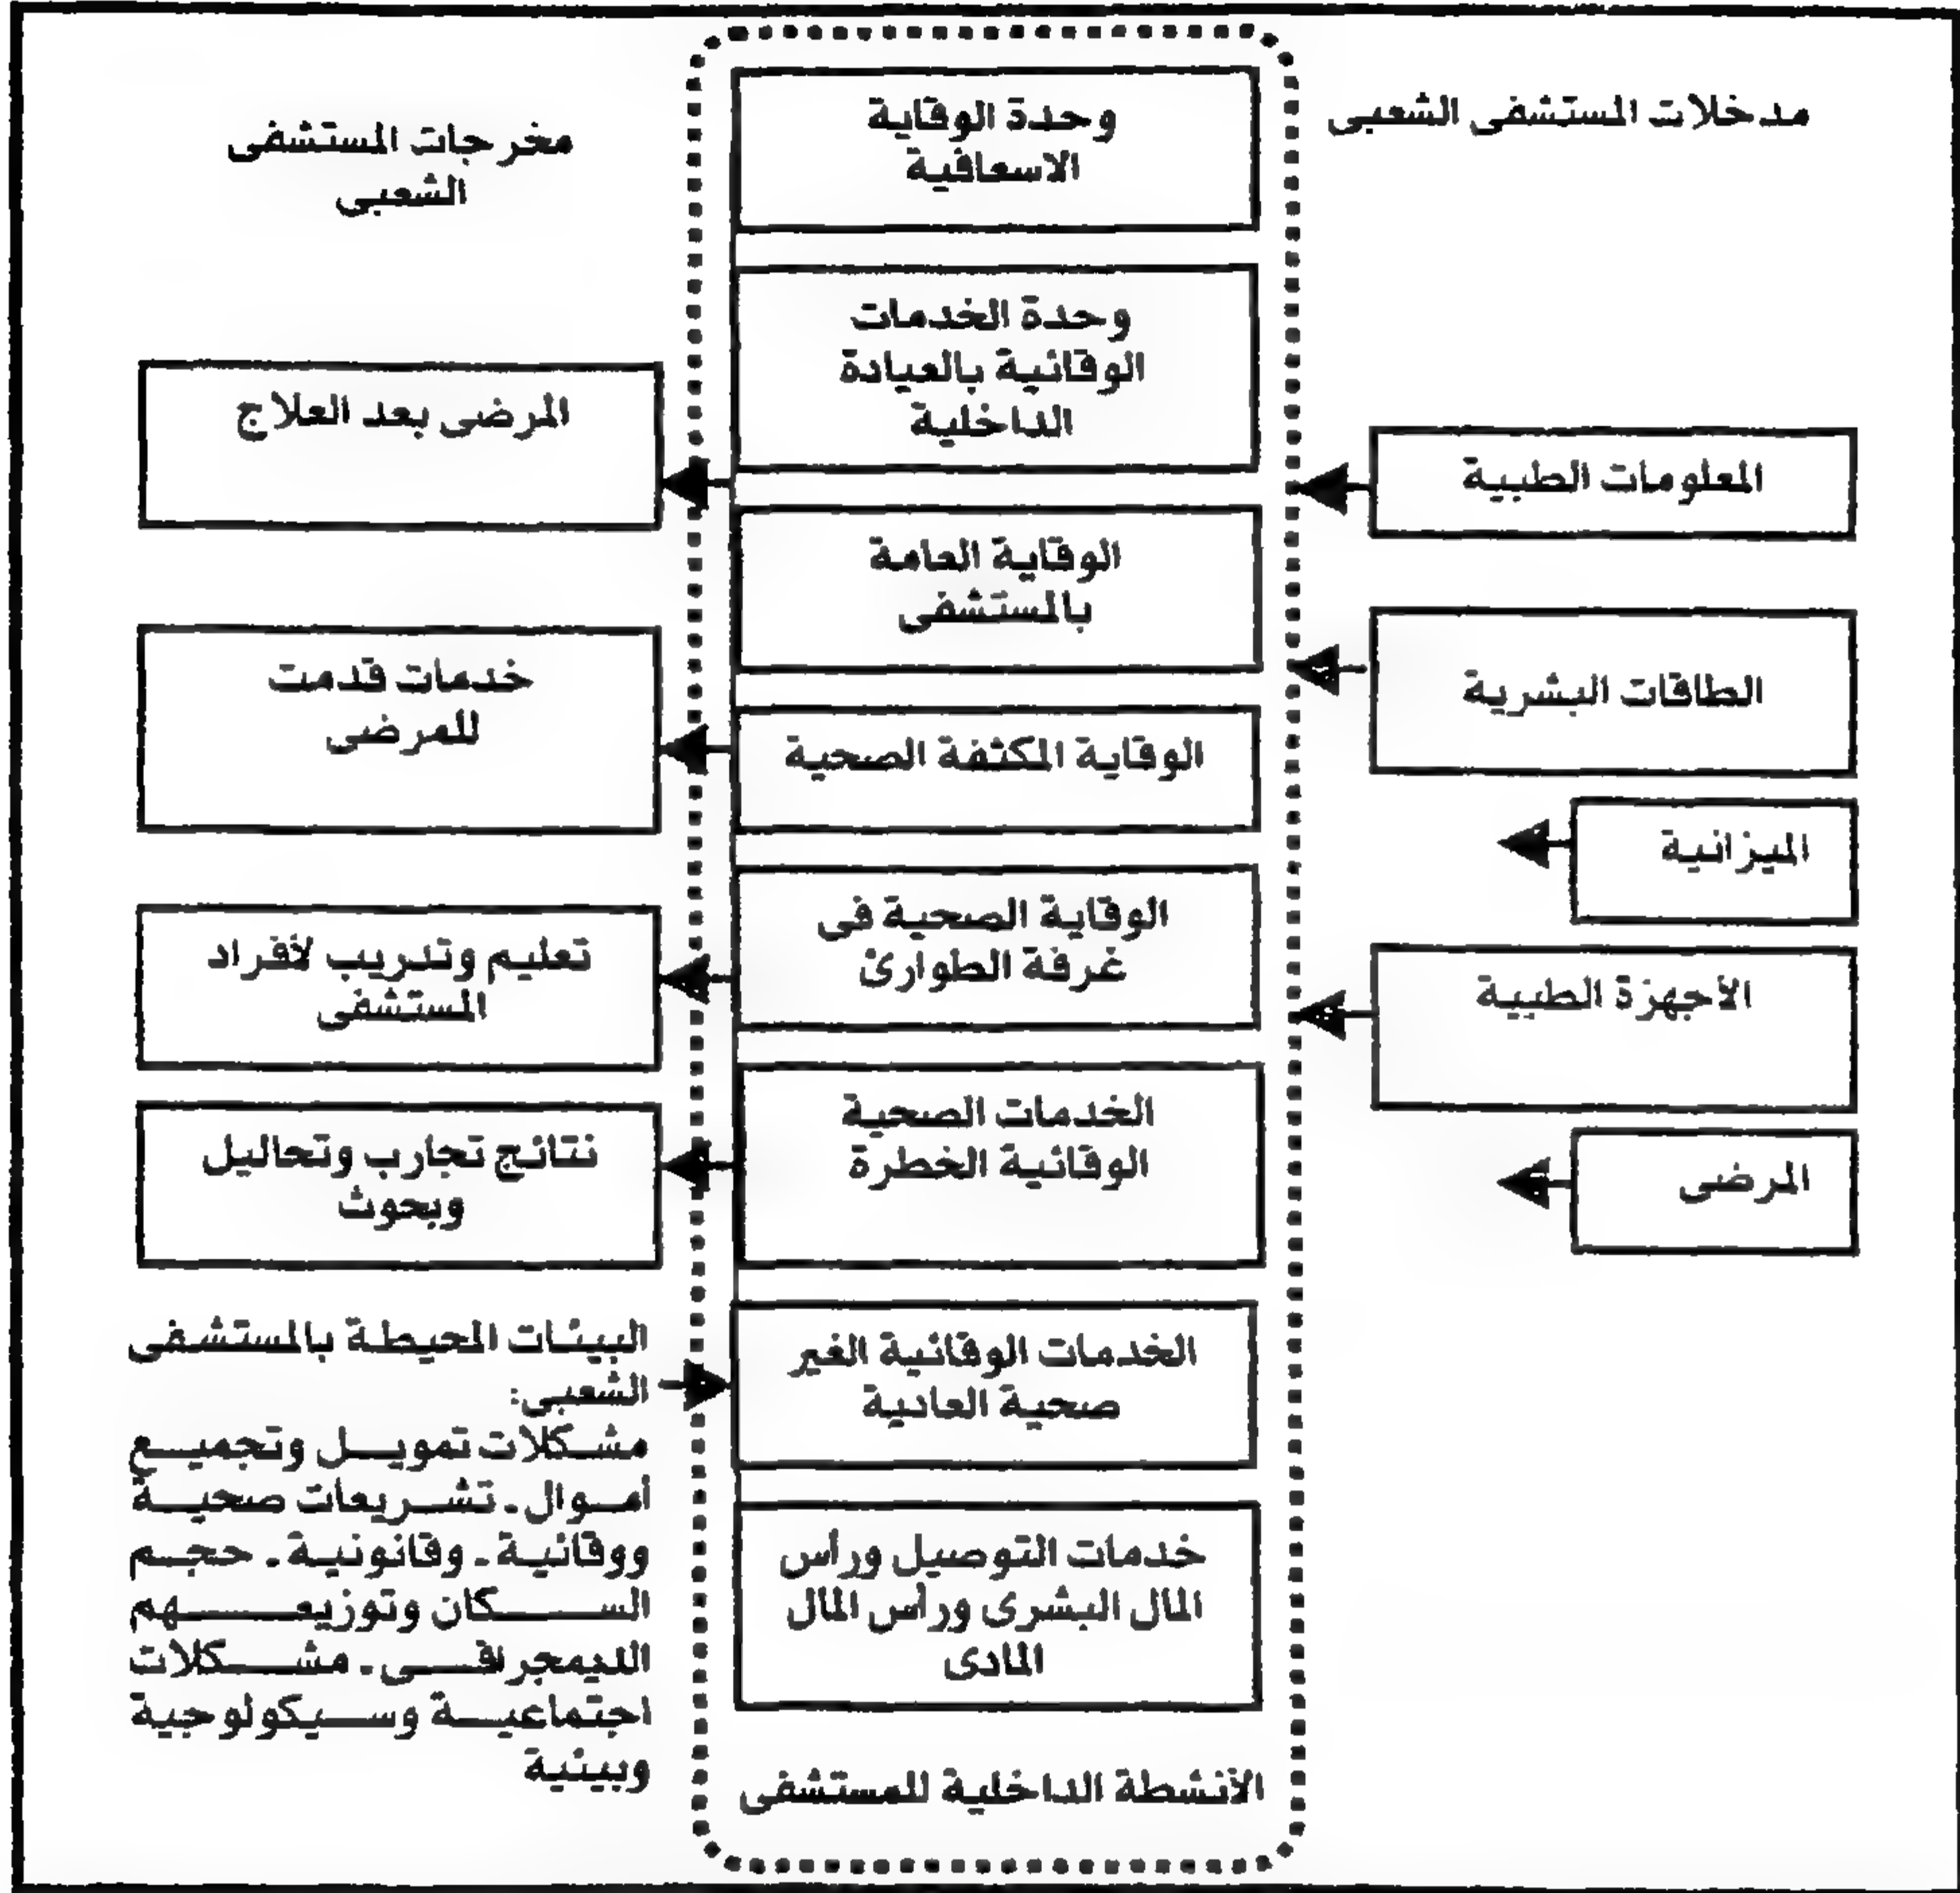 مدخلات المستشفى الشعبى
المعلومات الطبية
الطاقات البشرية
الميزانية
الأجهزة الطبية
المرضى
وحدة الوقاية
الاسعافية
وحدة الخدمات
الوقائية بالعيادة
الداخلية
الوقاية العامة
بالمستشفى
الوقاية المكثفة الصحية
الوقاية الصحية فى
غرفة الطوارئ
الخدمات الصحية
الوقائية الخطرة
الخدمات الوقائية الغير
صحية العادية
خدمات التوصيل ورأس
المال البشرى ورأس المال
المادى
الأنشطة الداخلية للمستشفى
مخرجات المستشفى
الشعبى
المرضى بعد العلاج
خدمات قدمت
للمرضى
تعليم وتدريب لأفراد
المستشفى
نتائج تجارب وتحاليل
وبحوث
البيئات المحيطة بالمستشفى
الشعبى:
مشكلات تمويل وتجميع
أموال. تشريعات صحية
ووقائية. وقانونية. حجم
السكان وتوزيعهم
الديمجرافى. مشكلات
اجتماعية وسيكولوجية
وبيئية